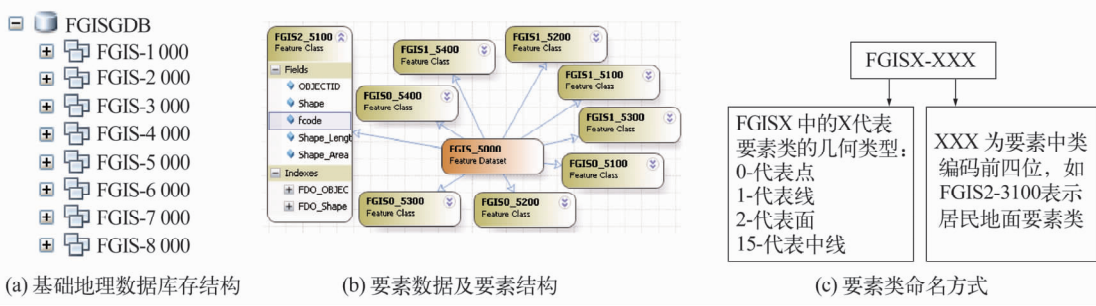 FGISGDB
FGIS-1 000
FGIS-2 000
FGIS-3 000
FGIS-4 000
FGIS-5 000
FGIS-6 000
FGIS-7 000
FGIS-8 000
(a) 基础地理数据库存结构
FGIS2_5100
Feature Class
Fields
OBJECTID
Shape
fcode
Shape_Lengt
Shape_Area
Indexes
FDO_OBJEC
FDO_Shape
FGIS1_5400
Feature Class
FGIS1_5200
Feature Class
FGIS1_5100
Feature Class
FGIS0_5400
Feature Class
FGIS1_5300
Feature Class
FGIS_5000
Feature Dataset
FGIS0_5100
Feature Class
FGIS0_5300
Feature Class
FGIS0_5200
Feature Class
(b) 要素数据及要素结构
FGISX-XXX
FGISX 中的X代表
要素类的几何类型：
0-代表点
1-代表线
2-代表面
15-代表中线
XXX 为要素中类
编码前四位，如
FGIS2-3100表示
居民地面要素类
(c) 要素类命名方式